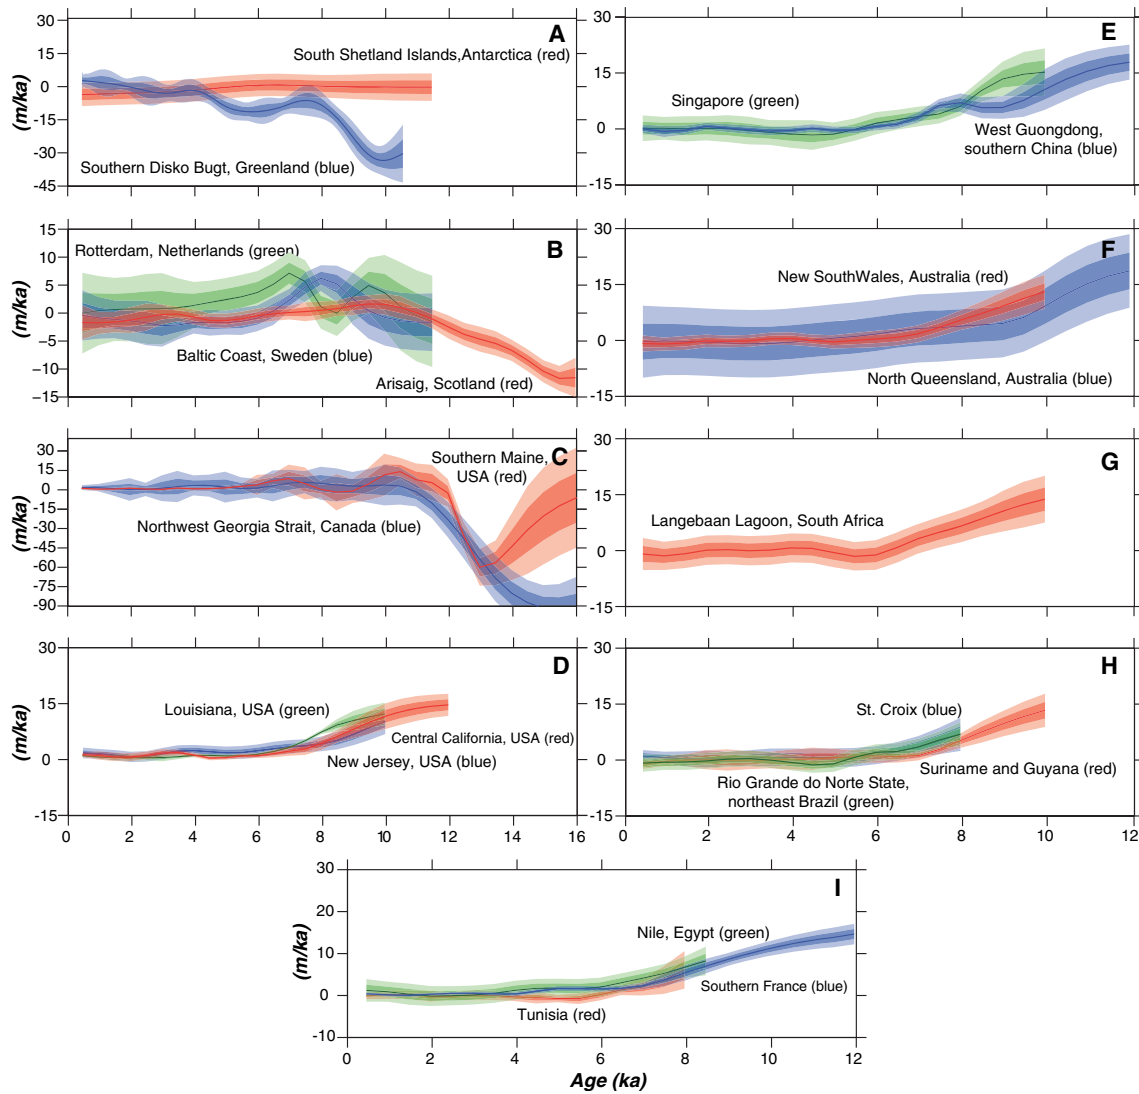 30
15
0
-15
-30
-45
(m/ka)
A
South Shetland Islands,Antarctica (red)
Southern Disko Bugt, Greenland (blue)
15
10
5
0
−5
−10
−15
(m/ka)
B
Rotterdam, Netherlands (green)
Baltic Coast, Sweden (blue)
Arisaig, Scotland (red)
30
15
0
-15
-30
-45
-60
-75
-90
(m/ka)
C
Southern Maine,
USA (red)
Northwest Georgia Strait, Canada (blue)
30
15
0
-15
(m/ka)
D
Louisiana, USA (green)
Central California, USA (red)
New Jersey, USA (blue)
0 2 4 6 8 10 12 14 16
30
15
0
-15
E
Singapore (green)
West Guongdong,
southern China (blue)
30
15
0
-15
F
New SouthWales, Australia (red)
North Queensland, Australia (blue)
30
15
0
-15
G
Langebaan Lagoon, South Africa
30
15
0
-15
H
St. Croix (blue)
Suriname and Guyana (red)
Rio Grande do Norte State,
northeast Brazil (green)
0 2 4 6 8 10 12
30
20
10
0
-10
(m/ka)
I
Nile, Egypt (green)
Southern France (blue)
Tunisia (red)
0 2 4 6 8 10 12
Age (ka)